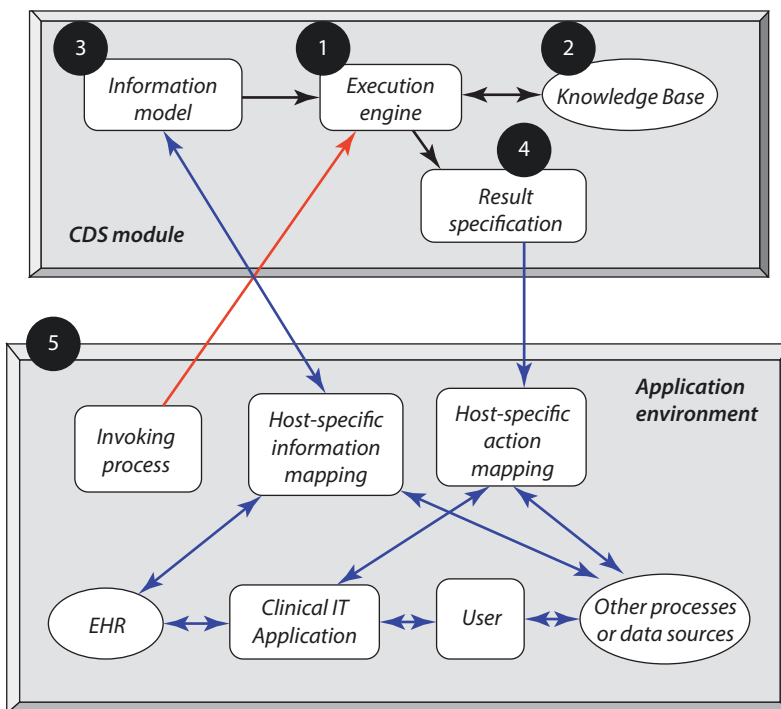 3
1
2
Information
model
Execution
engine
Knowledge Base
4
Result
specification
CDS module
5
Application
environment
Invoking
process
Host-specific
information
mapping
Host-specific
action
mapping
EHR
Clinical IT
Application
User
Other processes
or data sources